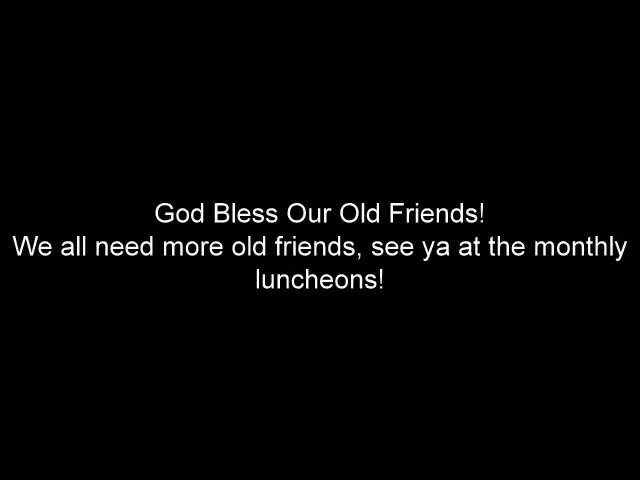 God Bless Our Old Friends!
We all need more old friends, see ya at the monthly
luncheons!